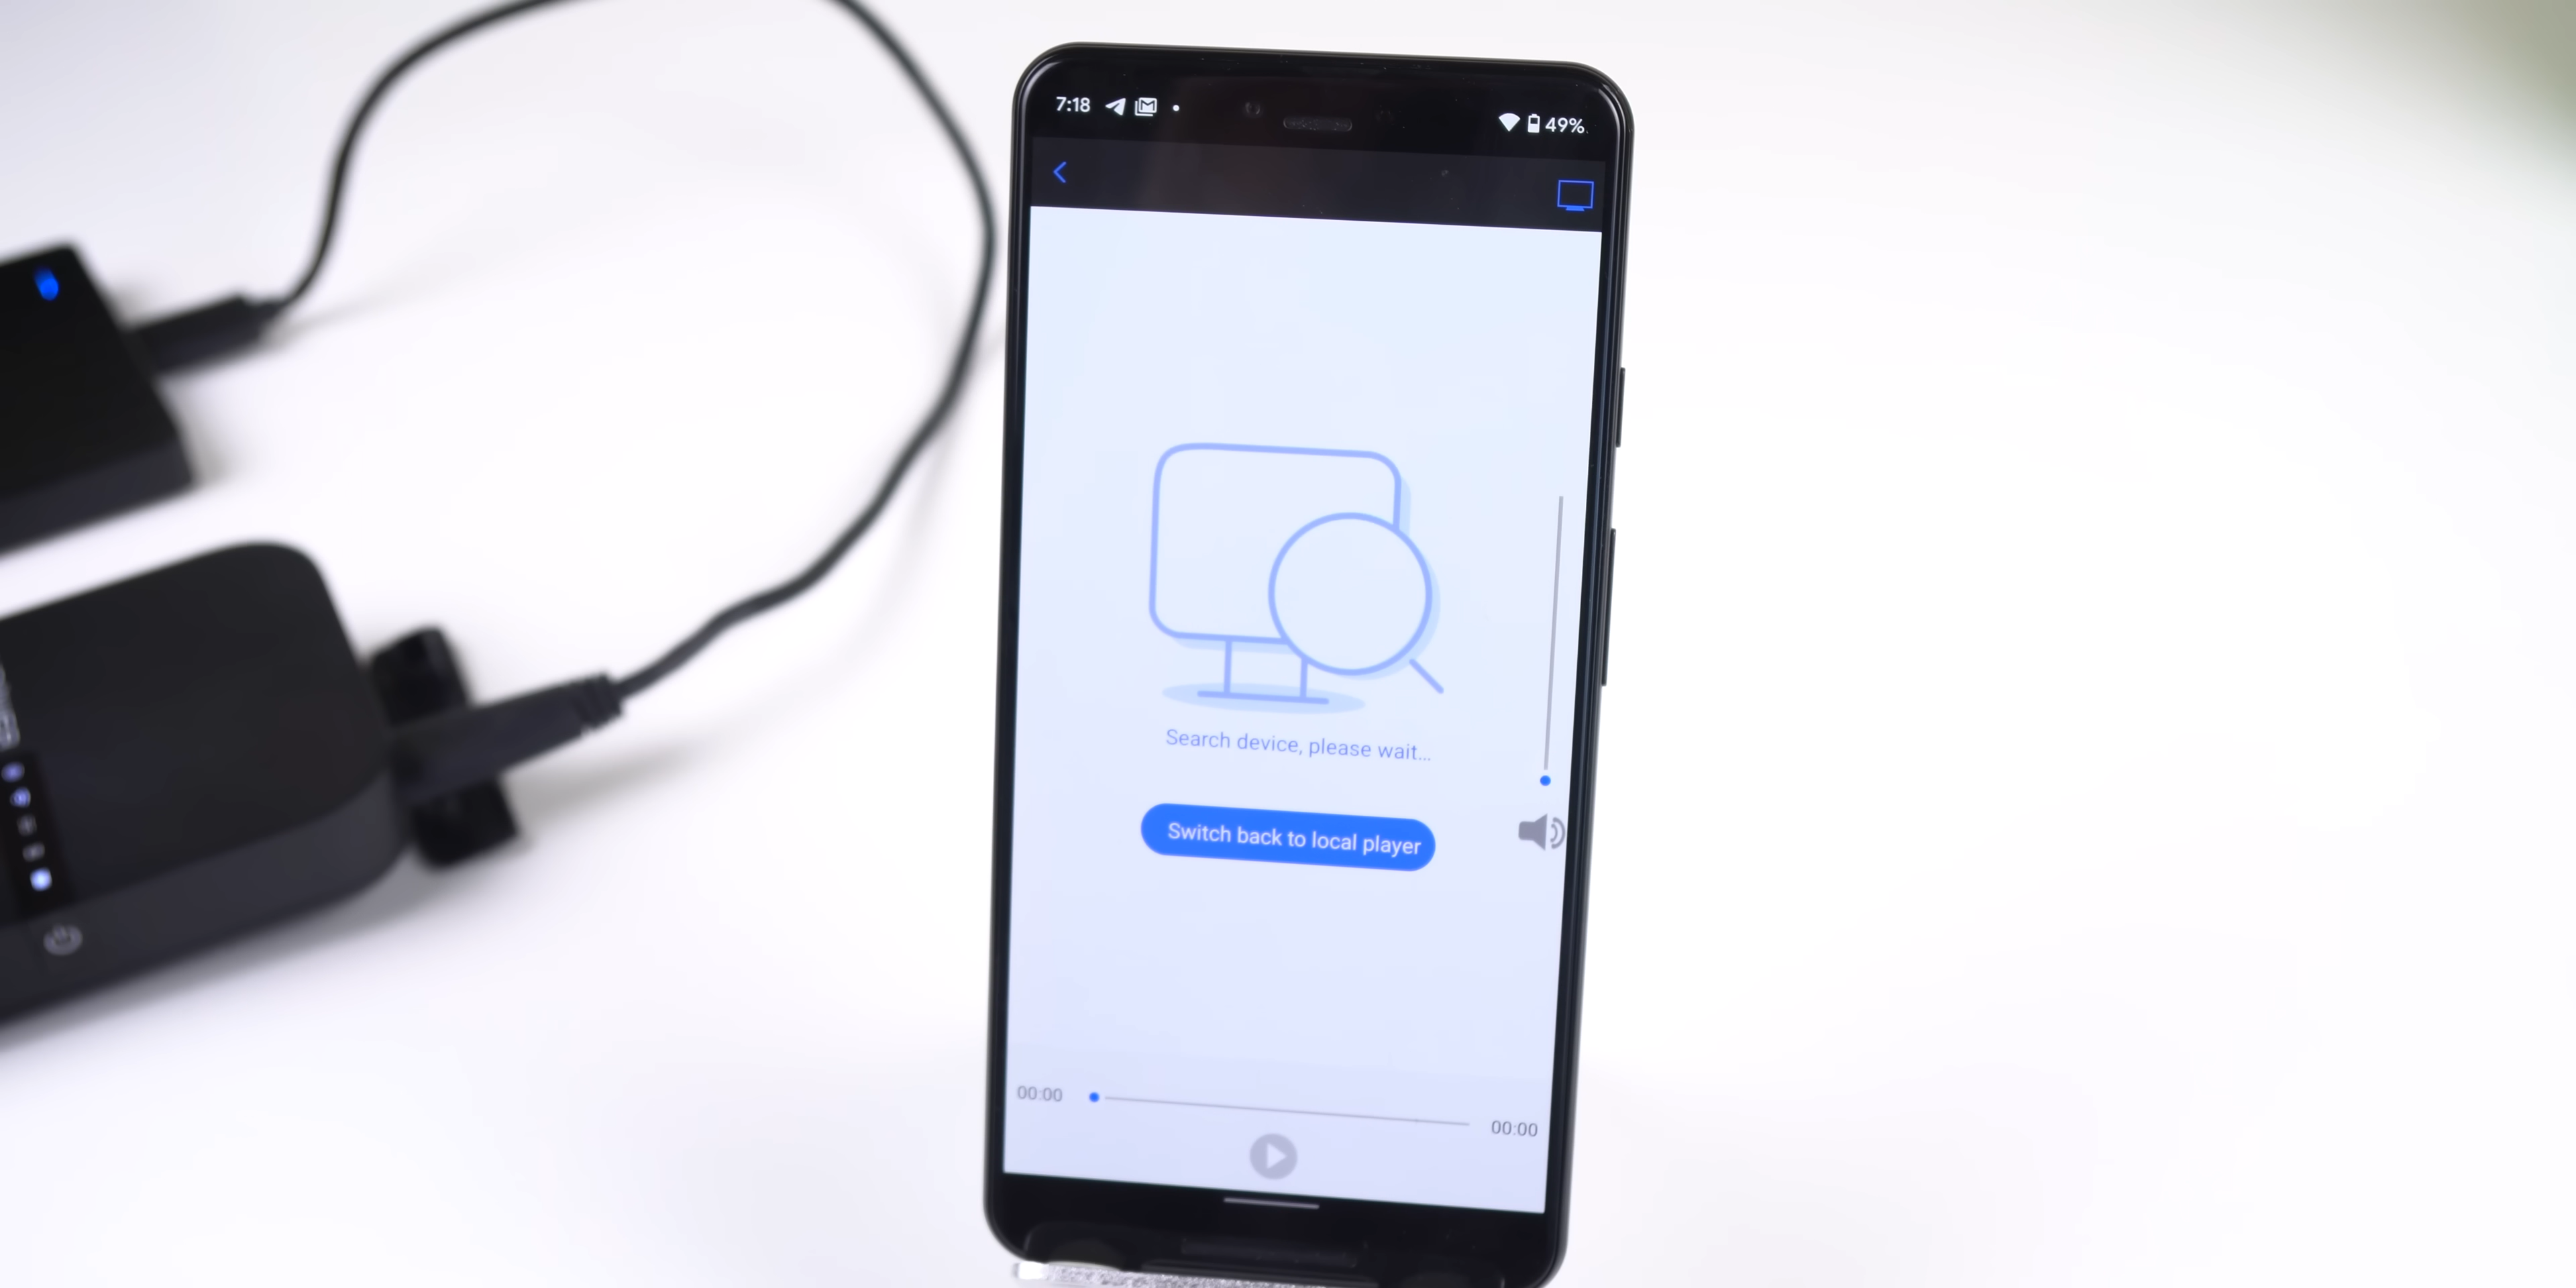 7:18
49%
Search device, please wait...
Switch back to local player
00:00
00:00